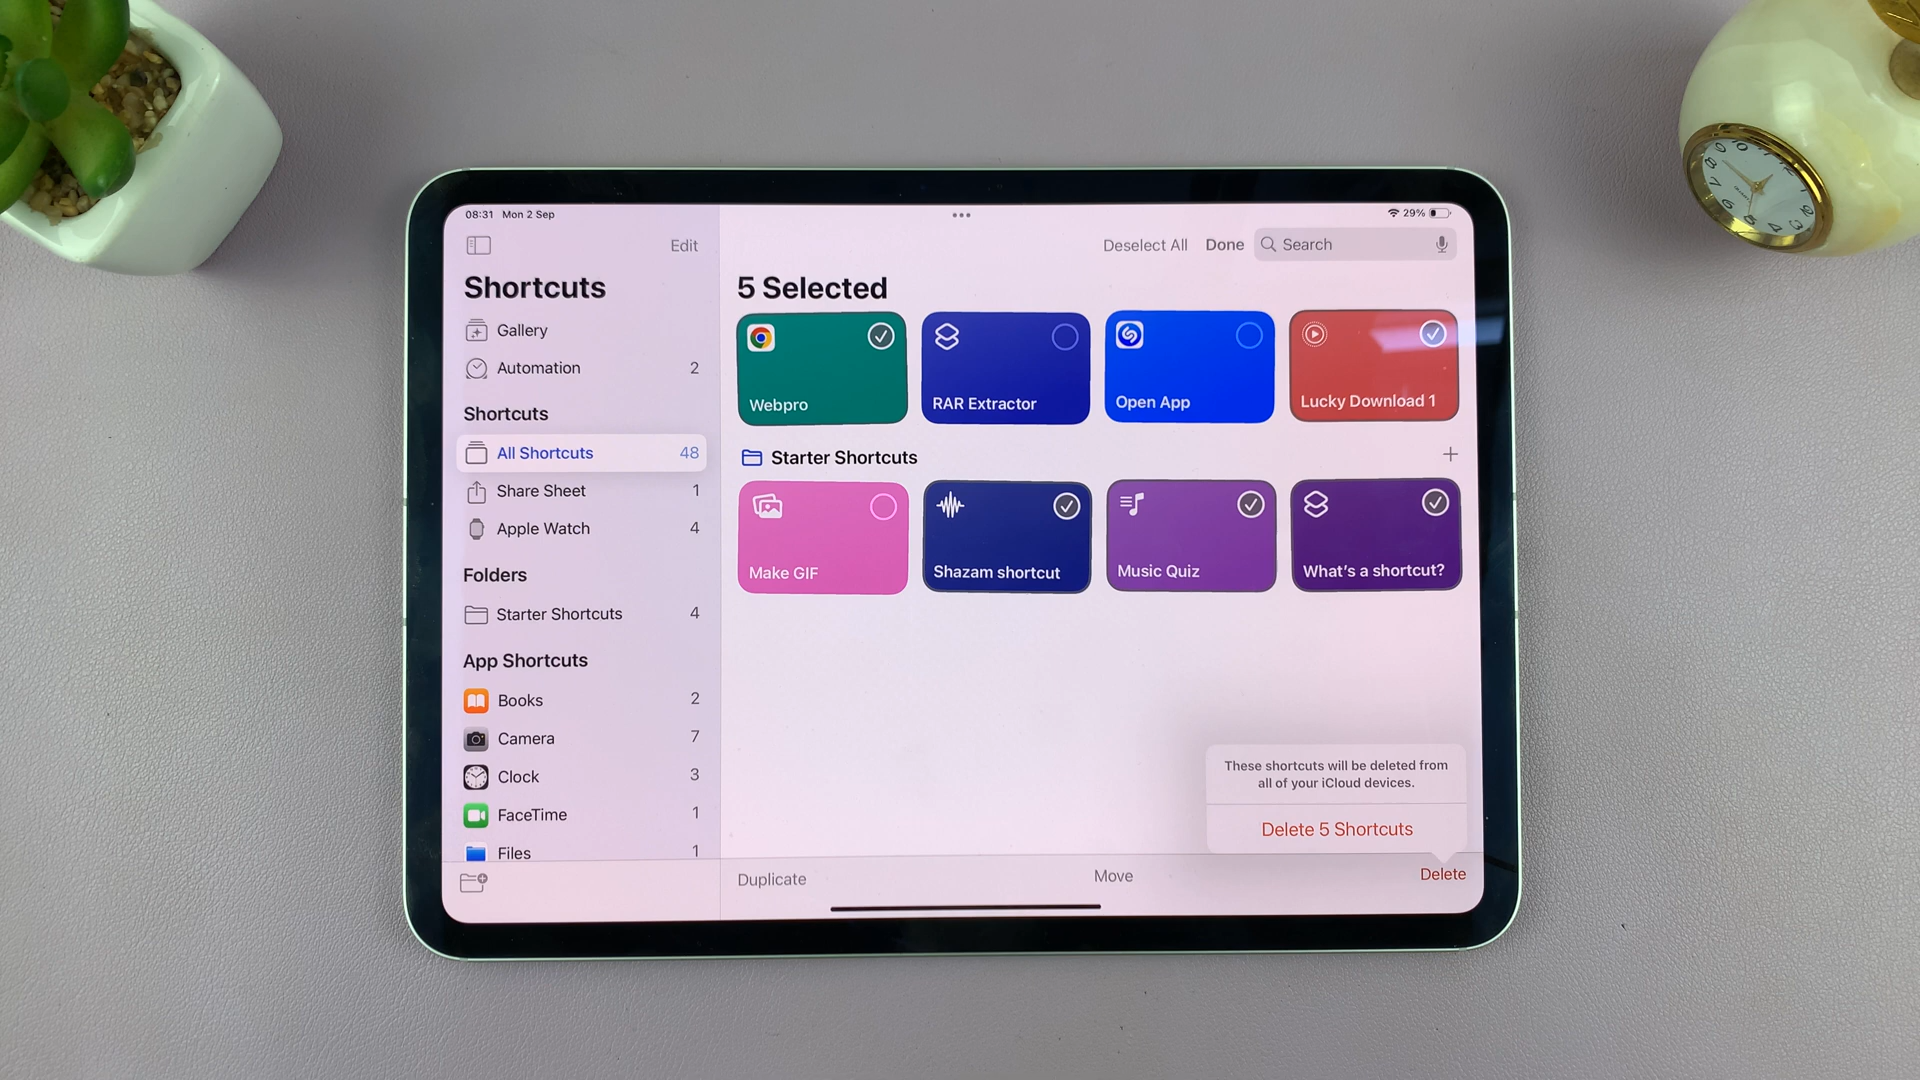 08:31 Mon 2 Sep
29%
Edit
Deselect All Done Search
Shortcuts
5 Selected
Gallery
Automation 2
Shortcuts
All Shortcuts 48
Share Sheet 1
Apple Watch 4
Folders
Starter Shortcuts 4
App Shortcuts
Books 2
Camera 7
Clock 3
FaceTime 1
Files 1
Webpro
RAR Extractor
Open App
Lucky Download 1
Starter Shortcuts
Make GIF
Shazam shortcut
Music Quiz
What's a shortcut?
These shortcuts will be deleted from
all of your iCloud devices.
Delete 5 Shortcuts
Duplicate Move Delete